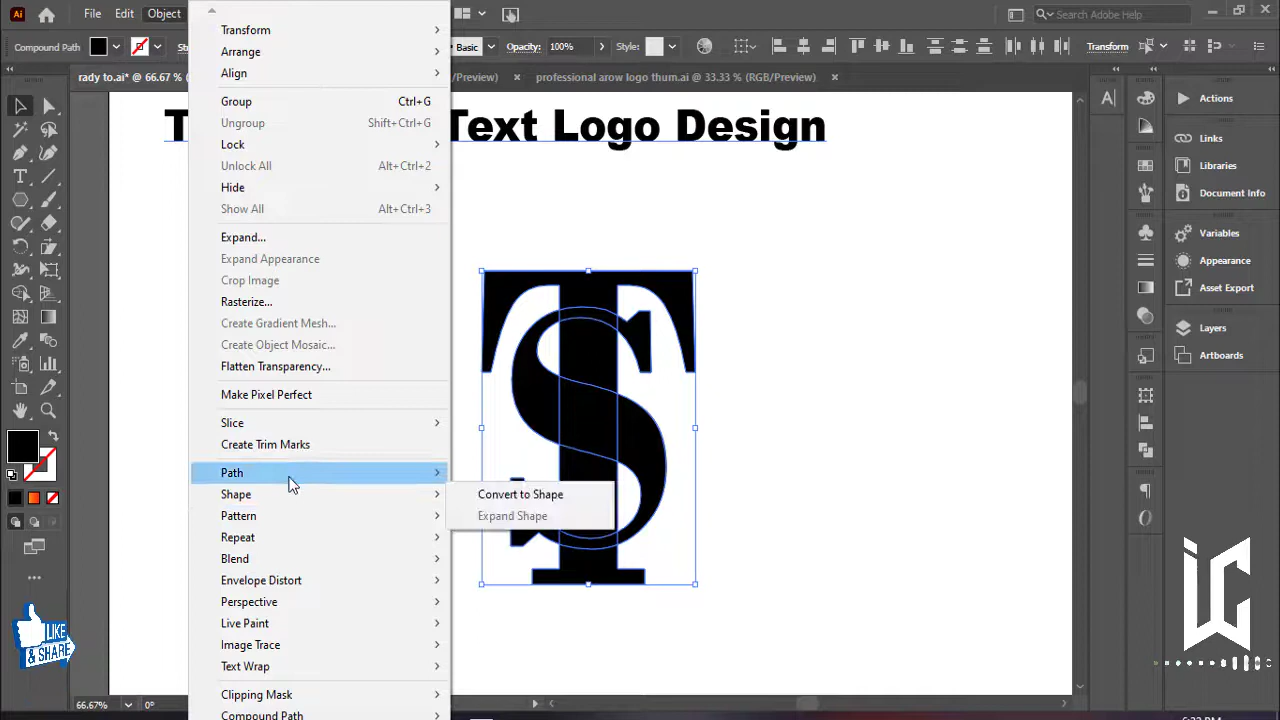 File
Edit
Object
Search Adobe Help
Compound Path
Basic
Opacity:
100%
Style:
Transform
rady to.ai* @ 66.67 %
/Preview)
professional arow logo thum.ai @ 33.33 % (RGB/Preview)
Text Logo Design
Transform
Arrange
Align
Group Ctrl+G
Ungroup Shift+Ctrl+G
Lock
Unlock All Alt+Ctrl+2
Hide
Show All Alt+Ctrl+3
Expand...
Expand Appearance
Crop Image
Rasterize...
Create Gradient Mesh...
Create Object Mosaic...
Flatten Transparency...
Make Pixel Perfect
Slice
Create Trim Marks
Path
Shape
Pattern
Repeat
Blend
Envelope Distort
Perspective
Live Paint
Image Trace
Text Wrap
Clipping Mask
Compound Path
Convert to Shape
Expand Shape
TS
Actions
Links
Libraries
Document Info
Variables
Appearance
Asset Export
Layers
Artboards
LIKE
& SHARE
66.67%
0°
IC